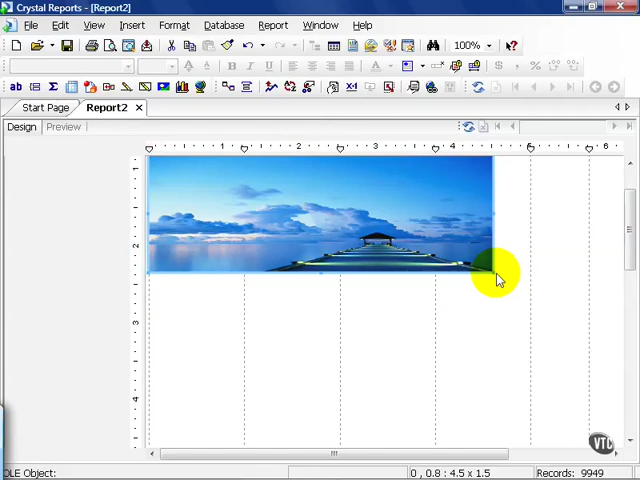 Crystal Reports - [Report2]
File Edit View Insert Format Database Report Window Help
100%
Start Page Report2
Design Preview
1 2 3 4 5 6
1
2
3
4
OLE Object: 0 , 0.8 : 4.5 x 1.5 Records: 9949
VTC